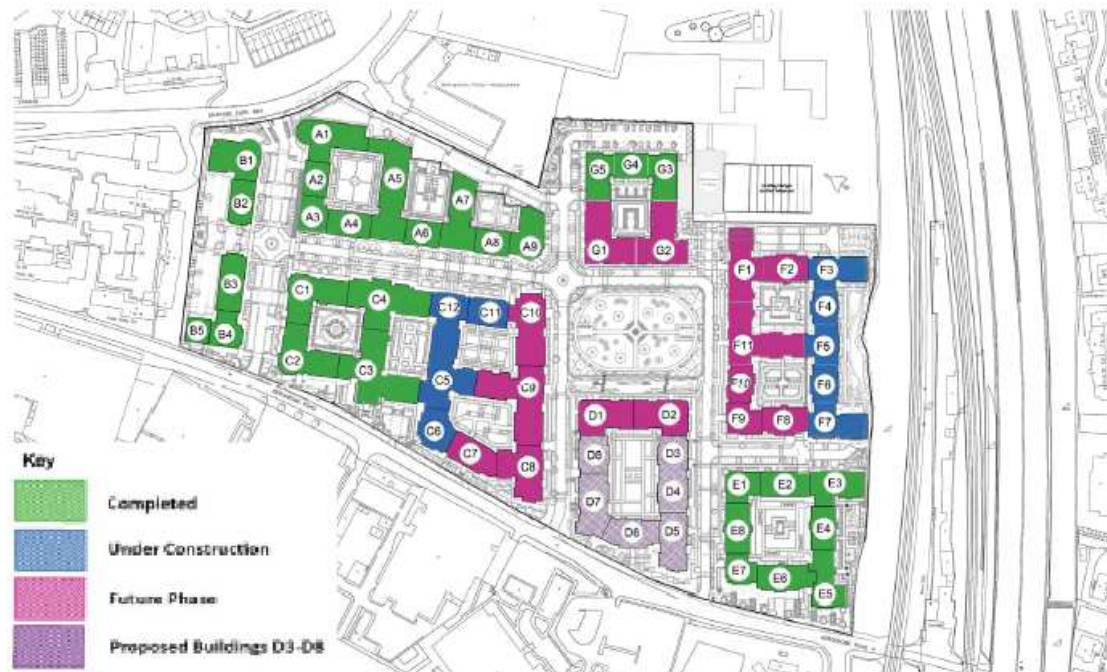 A1
B1
A2
A5
B2
A7
A3
A4
A6
A8
A9
G5
G4
G3
G1
G2
F1
F2
F3
F4
F11
F5
F10
F6
F9
F8
F7
B3
B5
B4
C1
C4
C12
C11
C10
C2
C3
C5
C9
C6
C7
C8
D1
D2
D8
D3
D7
D4
D6
D5
E1
E2
E3
E8
E4
E7
E6
E5
Key
Completed
Under Construction
Future Phase
Proposed Buildings D3-D8